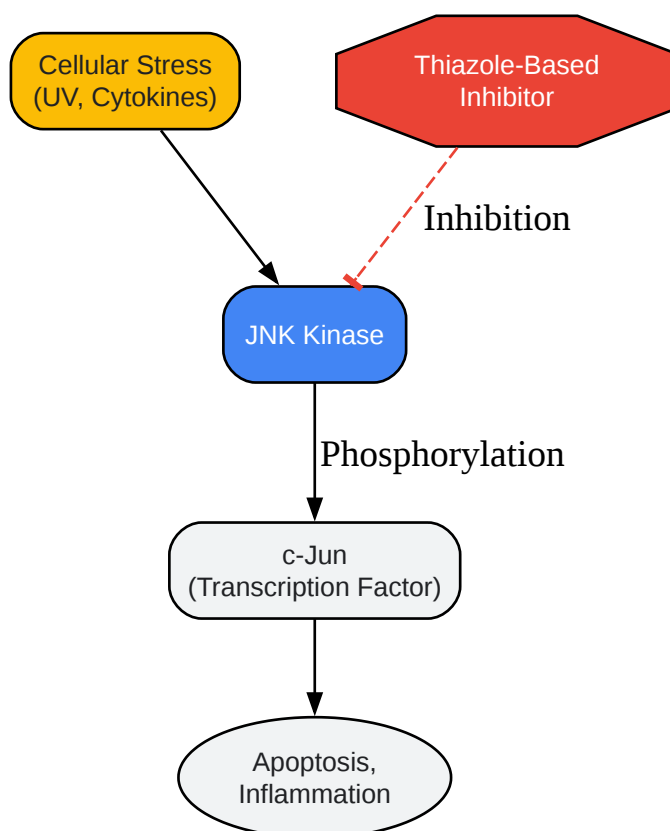 Cellular Stress
(UV, Cytokines)
Thiazole-Based
Inhibitor
Inhibition
JNK Kinase
Phosphorylation
c-Jun
(Transcription Factor)
Apoptosis,
Inflammation